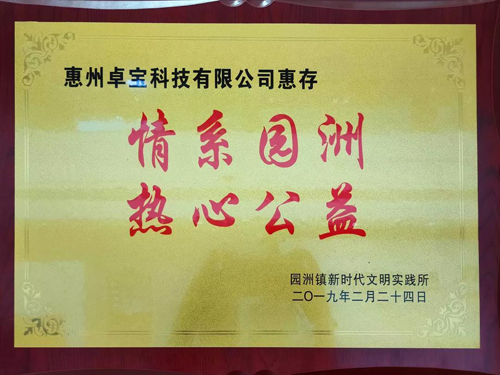 惠州卓宝科技有限公司惠存
情系园洲
热心公益
园洲镇新时代文明实践所
二〇一九年二月二十四日